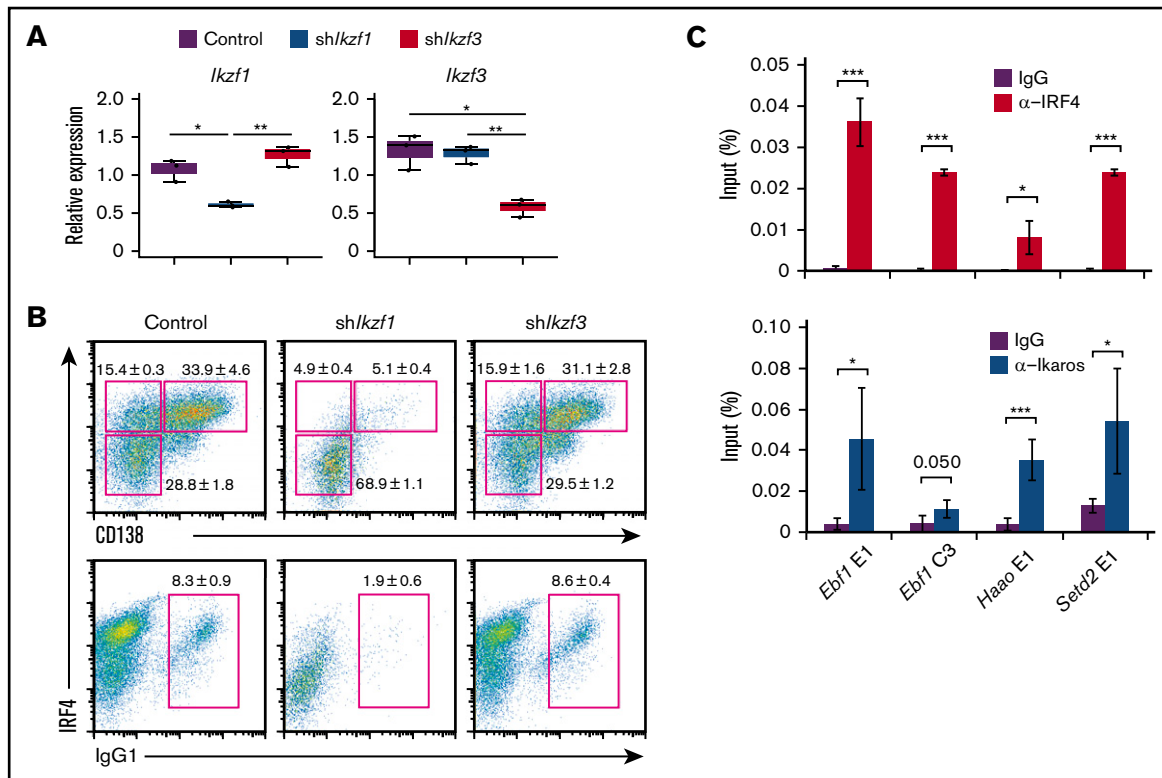 A
Control shIkzf1 shIkzf3
Ikzf1 Ikzf3
Relative expression
2.0
1.5
1.0
0.5
0
* **
2.0
1.5
1.0
0.5
0
*
**
B
Control shIkzf1 shIkzf3
15.4±0.3 33.9±4.6
28.8±1.8
4.9±0.4 5.1±0.4
68.9±1.1
15.9±1.6 31.1±2.8
29.5±1.2
CD138
8.3±0.9
1.9±0.6
8.6±0.4
IRF4
IgG1
C
IgG
α–IRF4
Input (%)
0.05
0.04
0.03
0.02
0.01
0
***
***
*
***
IgG
α–Ikaros
Input (%)
0.10
0.08
0.06
0.04
0.02
0
*
0.050
***
*
Ebf1 E1
Ebf1 C3
Haao E1
Setd2 E1